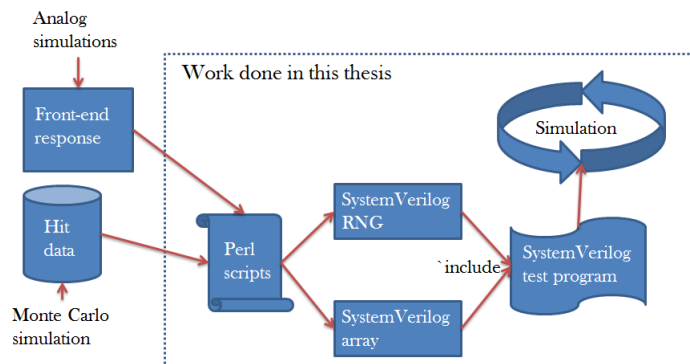 Analog
simulations
Work done in this thesis
Front-end
response
Simulation
Hit
data
Perl
scripts
SystemVerilog
RNG
`include
SystemVerilog
test program
SystemVerilog
array
Monte Carlo
simulation